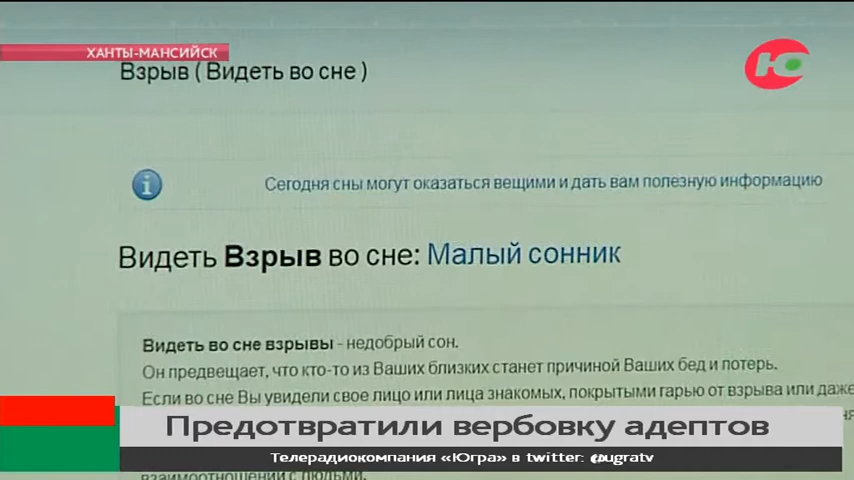 ХАНТЫ-МАНСИЙСК
Ю
Взрыв ( Видеть во сне )
Сегодня сны могут оказаться вещими и дать вам полезную информацию
Видеть Взрыв во сне: Малый сонник
Видеть во сне взрывы - недобрый сон.
Он предвещает, что кто-то из Ваших близких станет причиной Ваших бед и потерь.
Если во сне Вы увидели свое лицо или лица знакомых, покрытыми гарью от взрыва или даже
Предотвратили вербовку адептов
Телерадиокомпания «Югра» в twitter: @ugratv
взаимоотношений с людьми.